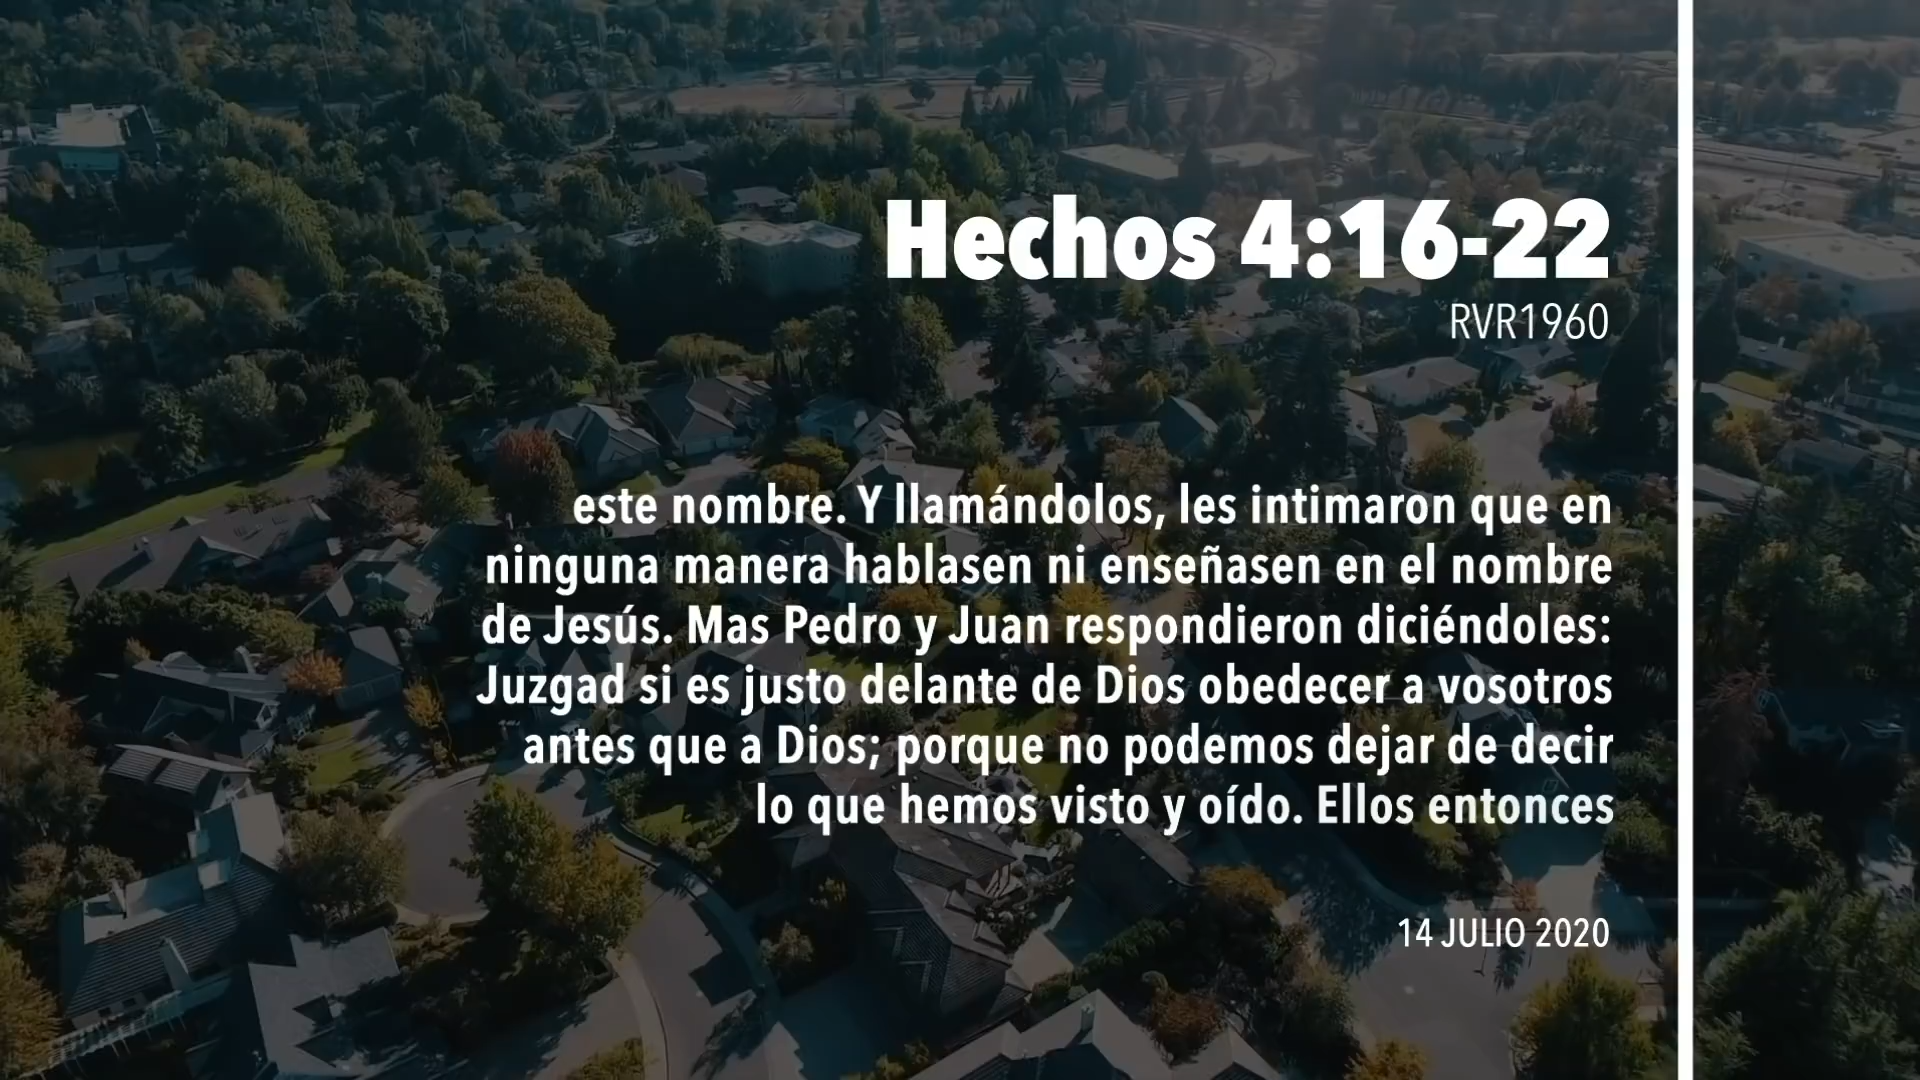 Hechos 4:16-22
RVR1960
este nombre. Y llamándolos, les intimaron que en
ninguna manera hablasen ni enseñasen en el nombre
de Jesús. Mas Pedro y Juan respondieron diciéndoles:
Juzgad si es justo delante de Dios obedecer a vosotros
antes que a Dios; porque no podemos dejar de decir
lo que hemos visto y oído. Ellos entonces
14 JULIO 2020